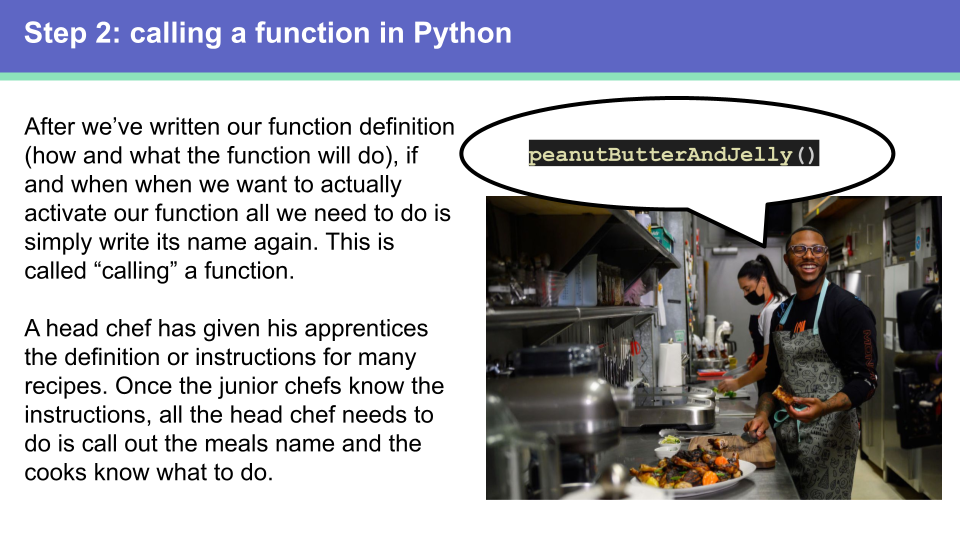 Step 2: calling a function in Python
After we’ve written our function definition
(how and what the function will do), if
and when when we want to actually
activate our function all we need to do is
simply write its name again. This is
called “calling” a function.
A head chef has given his apprentices
the definition or instructions for many
recipes. Once the junior chefs know the
instructions, all the head chef needs to
do is call out the meals name and the
cooks know what to do.
peanutButterAndJelly()